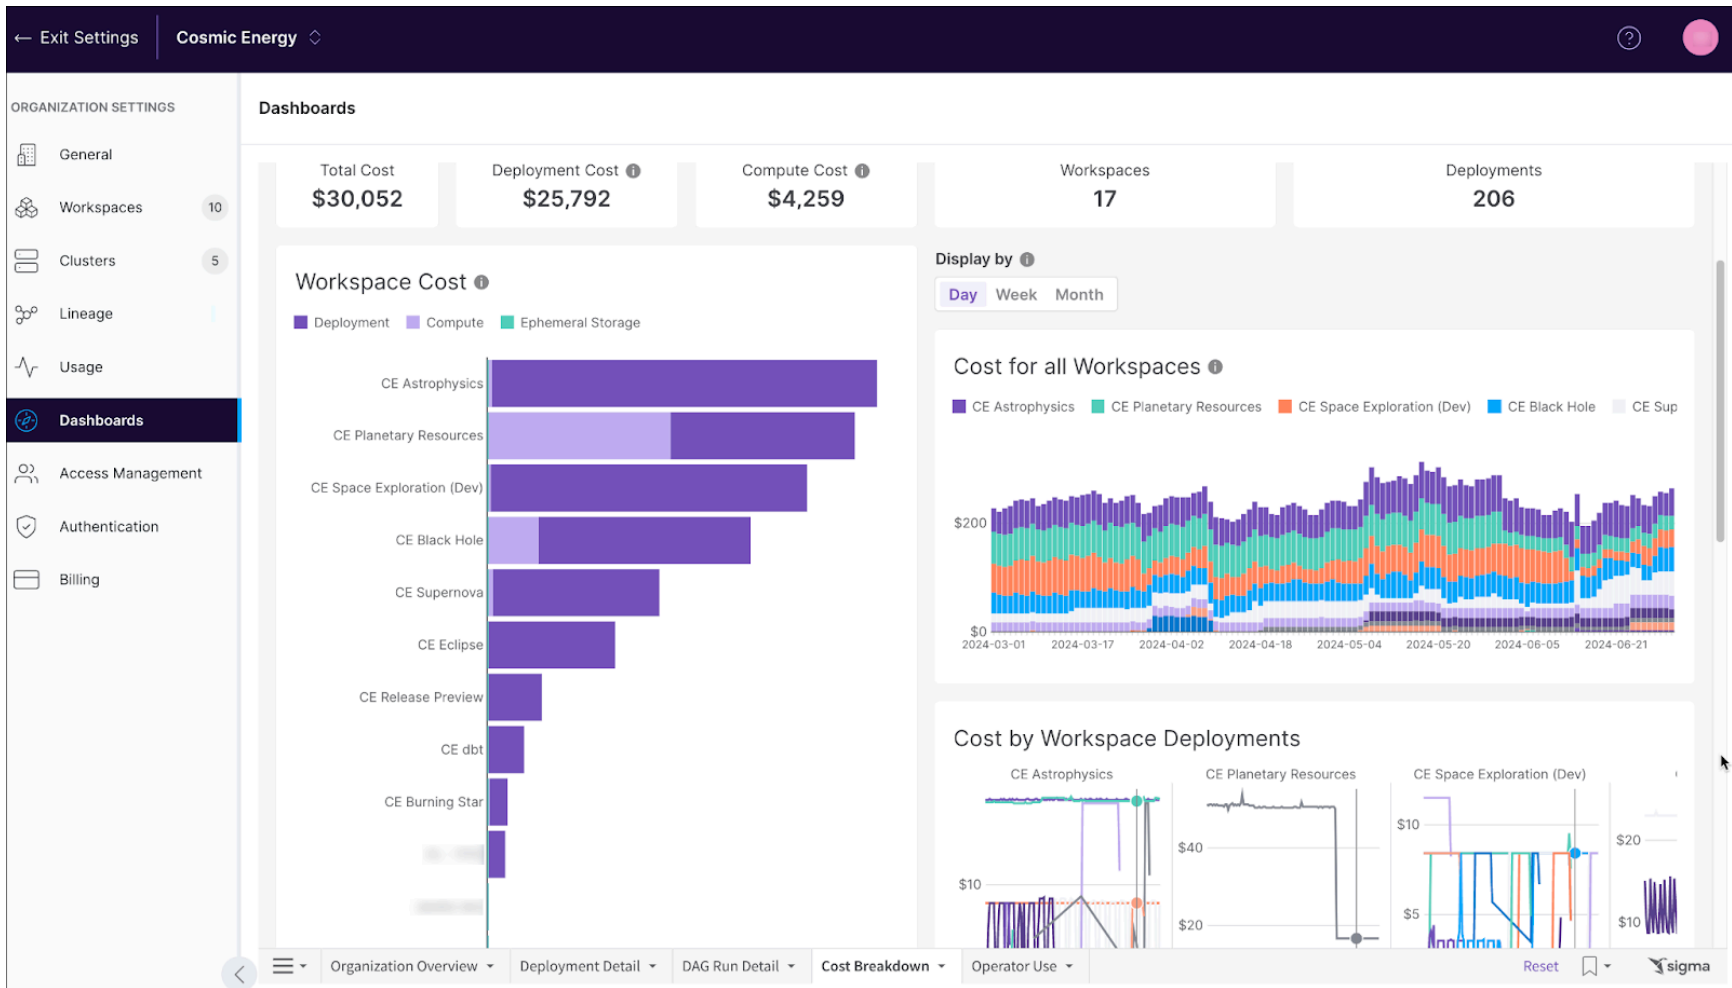 ← Exit Settings
Cosmic Energy
ORGANIZATION SETTINGS
General
Workspaces 10
Clusters 5
Lineage
Usage
Dashboards
Access Management
Authentication
Billing
Dashboards
Total Cost
$30,052
Deployment Cost
$25,792
Compute Cost
$4,259
Workspaces
17
Deployments
206
Workspace Cost
Deployment Compute Ephemeral Storage
CE Astrophysics
CE Planetary Resources
CE Space Exploration (Dev)
CE Black Hole
CE Supernova
CE Eclipse
CE Release Preview
CE dbt
CE Burning Star
Display by
Day Week Month
Cost for all Workspaces
CE Astrophysics CE Planetary Resources CE Space Exploration (Dev) CE Black Hole CE Sup
$200
$0
2024-03-01 2024-03-17 2024-04-02 2024-04-18 2024-05-04 2024-05-20 2024-06-05 2024-06-21
Cost by Workspace Deployments
CE Astrophysics CE Planetary Resources CE Space Exploration (Dev)
$10
$40
$20
$10
$5
$20
$10
Organization Overview Deployment Detail DAG Run Detail Cost Breakdown Operator Use
Reset
sigma